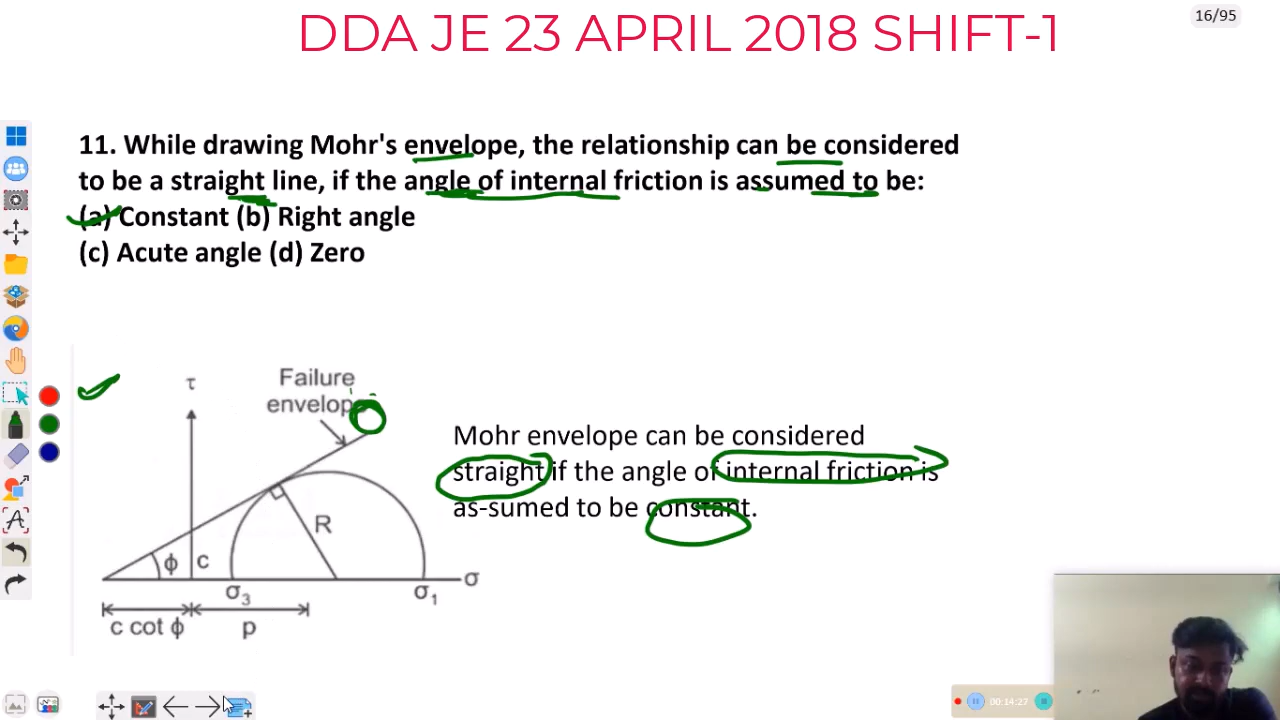 DDA JE 23 APRIL 2018 SHIFT-1
16/95
11. While drawing Mohr's envelope, the relationship can be considered
to be a straight line, if the angle of internal friction is assumed to be:
(a) Constant (b) Right angle
(c) Acute angle (d) Zero
τ
Failure
envelope
Mohr envelope can be considered
straight if the angle of internal friction is
as-sumed to be constant.
R
ϕ c
σ
σ3 σ1
c cot ϕ p
00:14:27